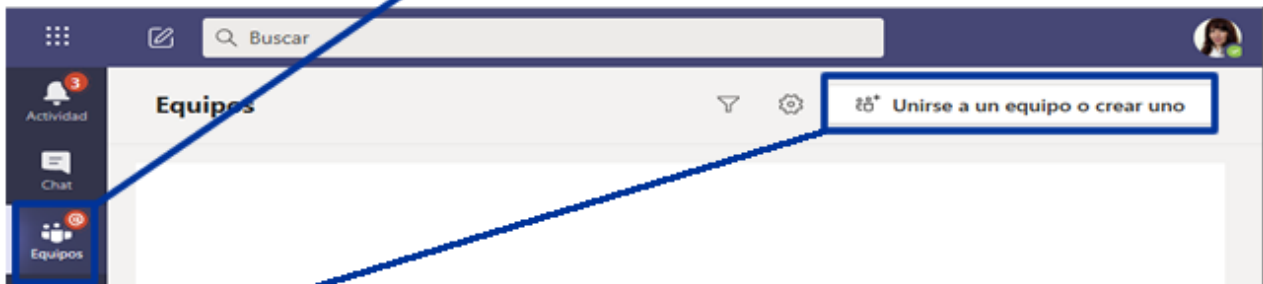 Buscar
3
Actividad
Equipos
Unirse a un equipo o crear uno
Chat
@
Equipos